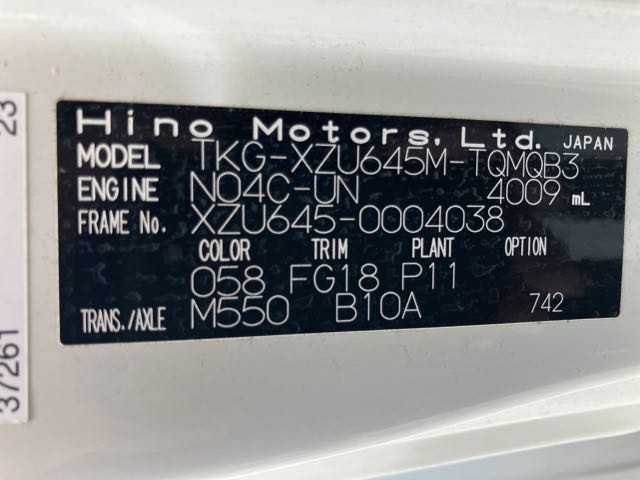 Hino Motors, Ltd. JAPAN
MODEL TKG-XZU645M-TQMQB3
ENGINE N04C-UN 4009 mL
FRAME No. XZU645-0004038
COLOR TRIM PLANT OPTION
058 FG18 P11
TRANS./AXLE M550 B10A 742
37261
23